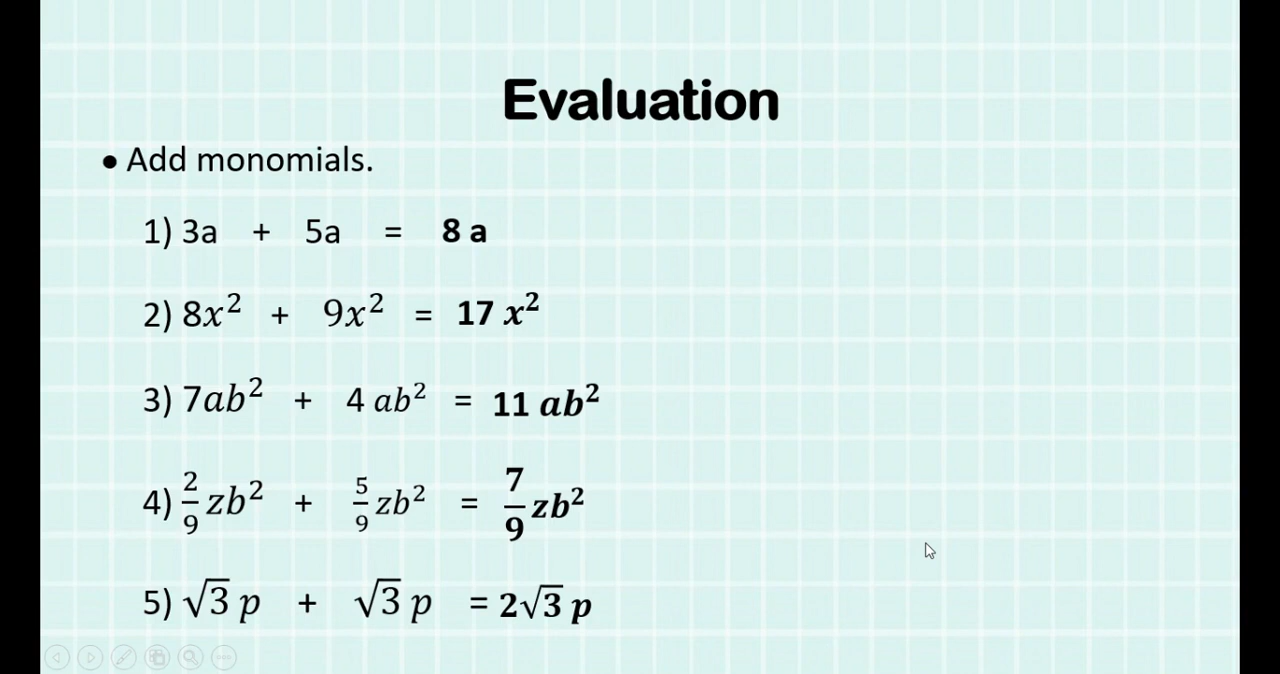 Evaluation
• Add monomials.
1) 3a + 5a = 8 a
2) 8x² + 9x² = 17 x²
3) 7ab² + 4 ab² = 11 ab²
4) 2/9 zb² + 5/9 zb² = 7/9 zb²
5) √3 p + √3 p = 2√3 p